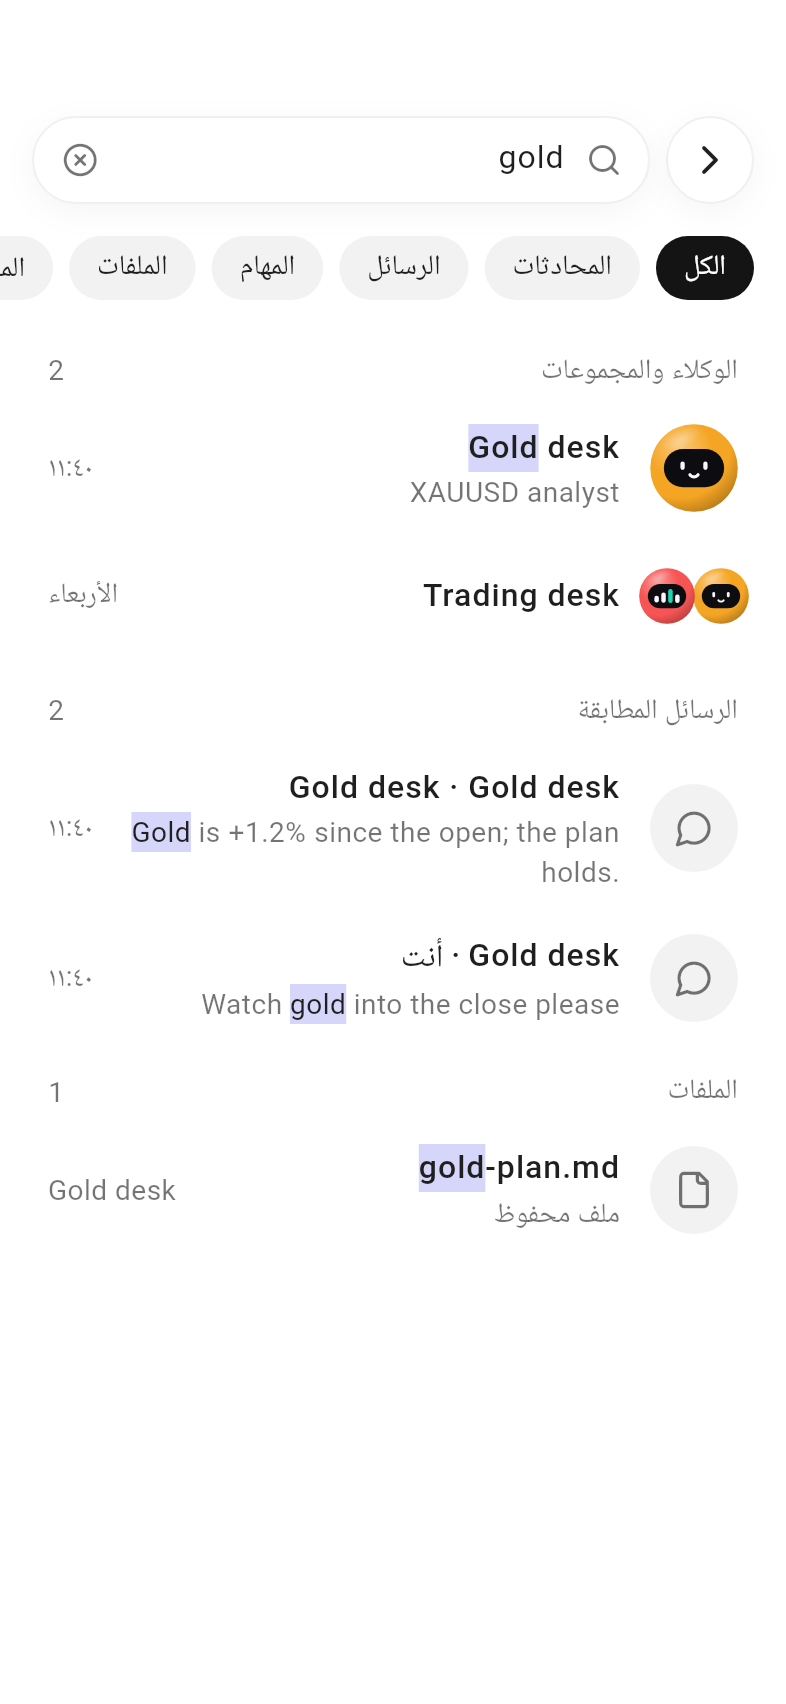 gold
الكل
المحادثات
الرسائل
المهام
الملفات
الوكلاء والمجموعات
2
Gold desk
XAUUSD analyst
١١:٤٠
Trading desk
الأربعاء
الرسائل المطابقة
2
Gold desk · Gold desk
Gold is +1.2% since the open; the plan
holds.
١١:٤٠
Gold desk · أنت
Watch gold into the close please
١١:٤٠
الملفات
1
gold-plan.md
ملف محفوظ
Gold desk